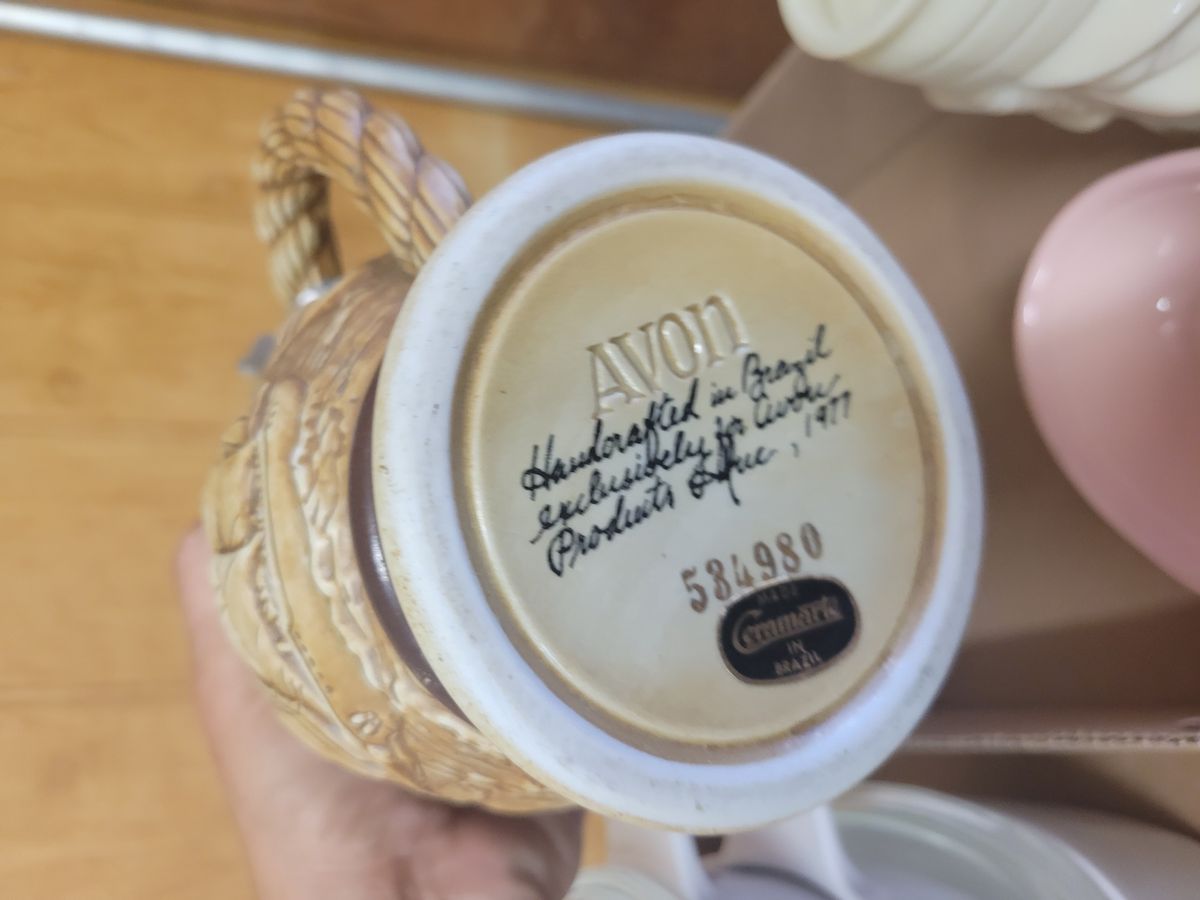 AVON
Handcrafted in Brazil
exclusively for Avon
Products Inc., 1977
584980
MADE
Ceramarte
IN
BRAZIL